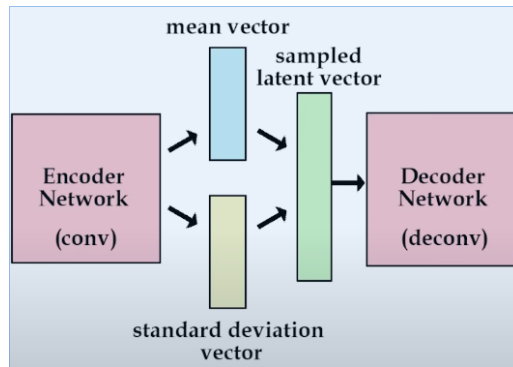 mean vector
sampled
latent vector
Encoder
Network
(conv)
Decoder
Network
(deconv)
standard deviation
vector